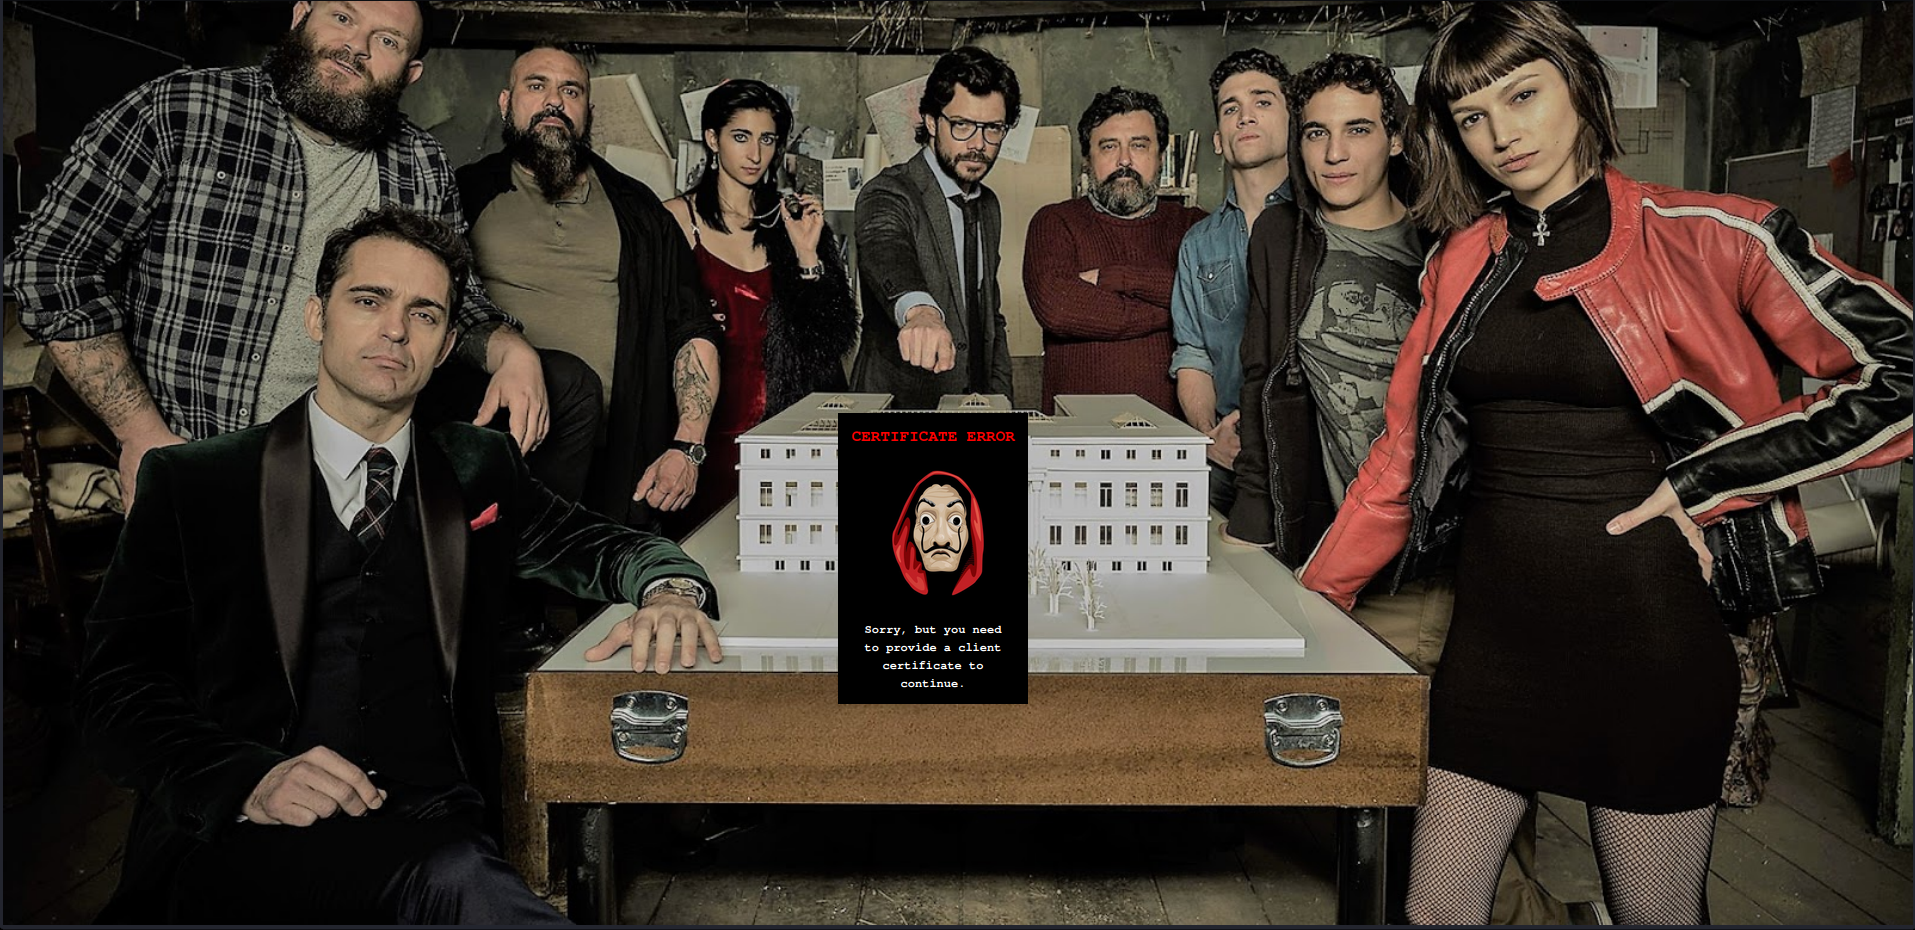 CERTIFICATE ERROR
Sorry, but you need
to provide a client
certificate to
continue.